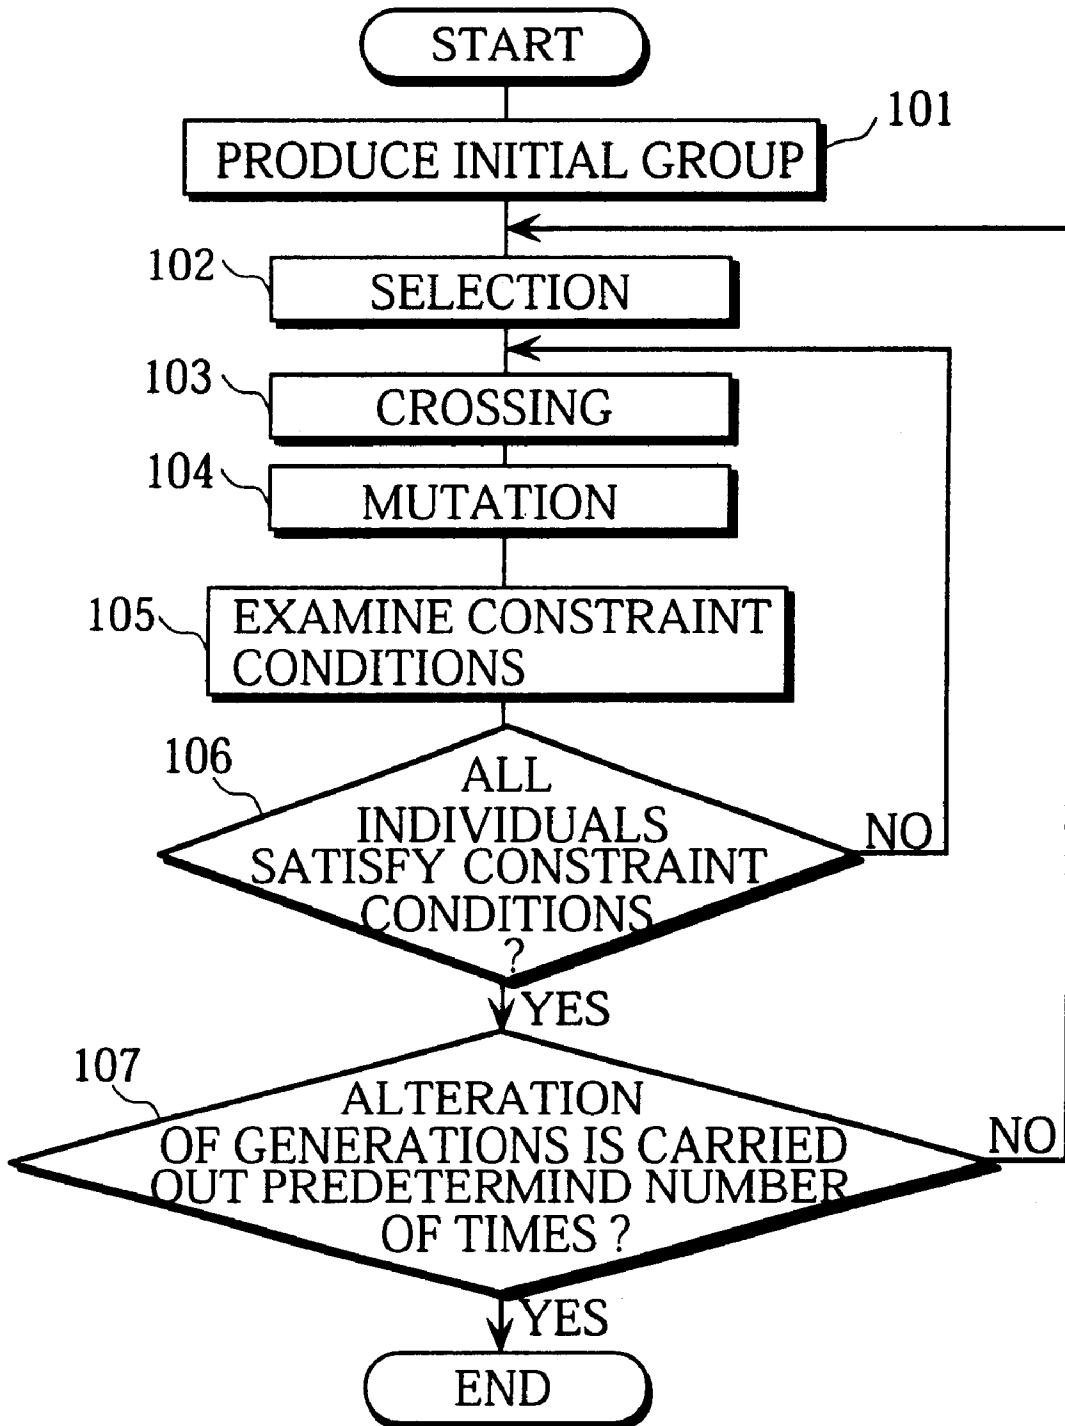 START
101
PRODUCE INITIAL GROUP
102
SELECTION
103
CROSSING
104
MUTATION
105
EXAMINE CONSTRAINT
CONDITIONS
106
ALL
INDIVIDUALS
SATISFY CONSTRAINT
CONDITIONS
?
NO
YES
107
ALTERATION
OF GENERATIONS IS CARRIED
OUT PREDETERMIND NUMBER
OF TIMES ?
NO
YES
END